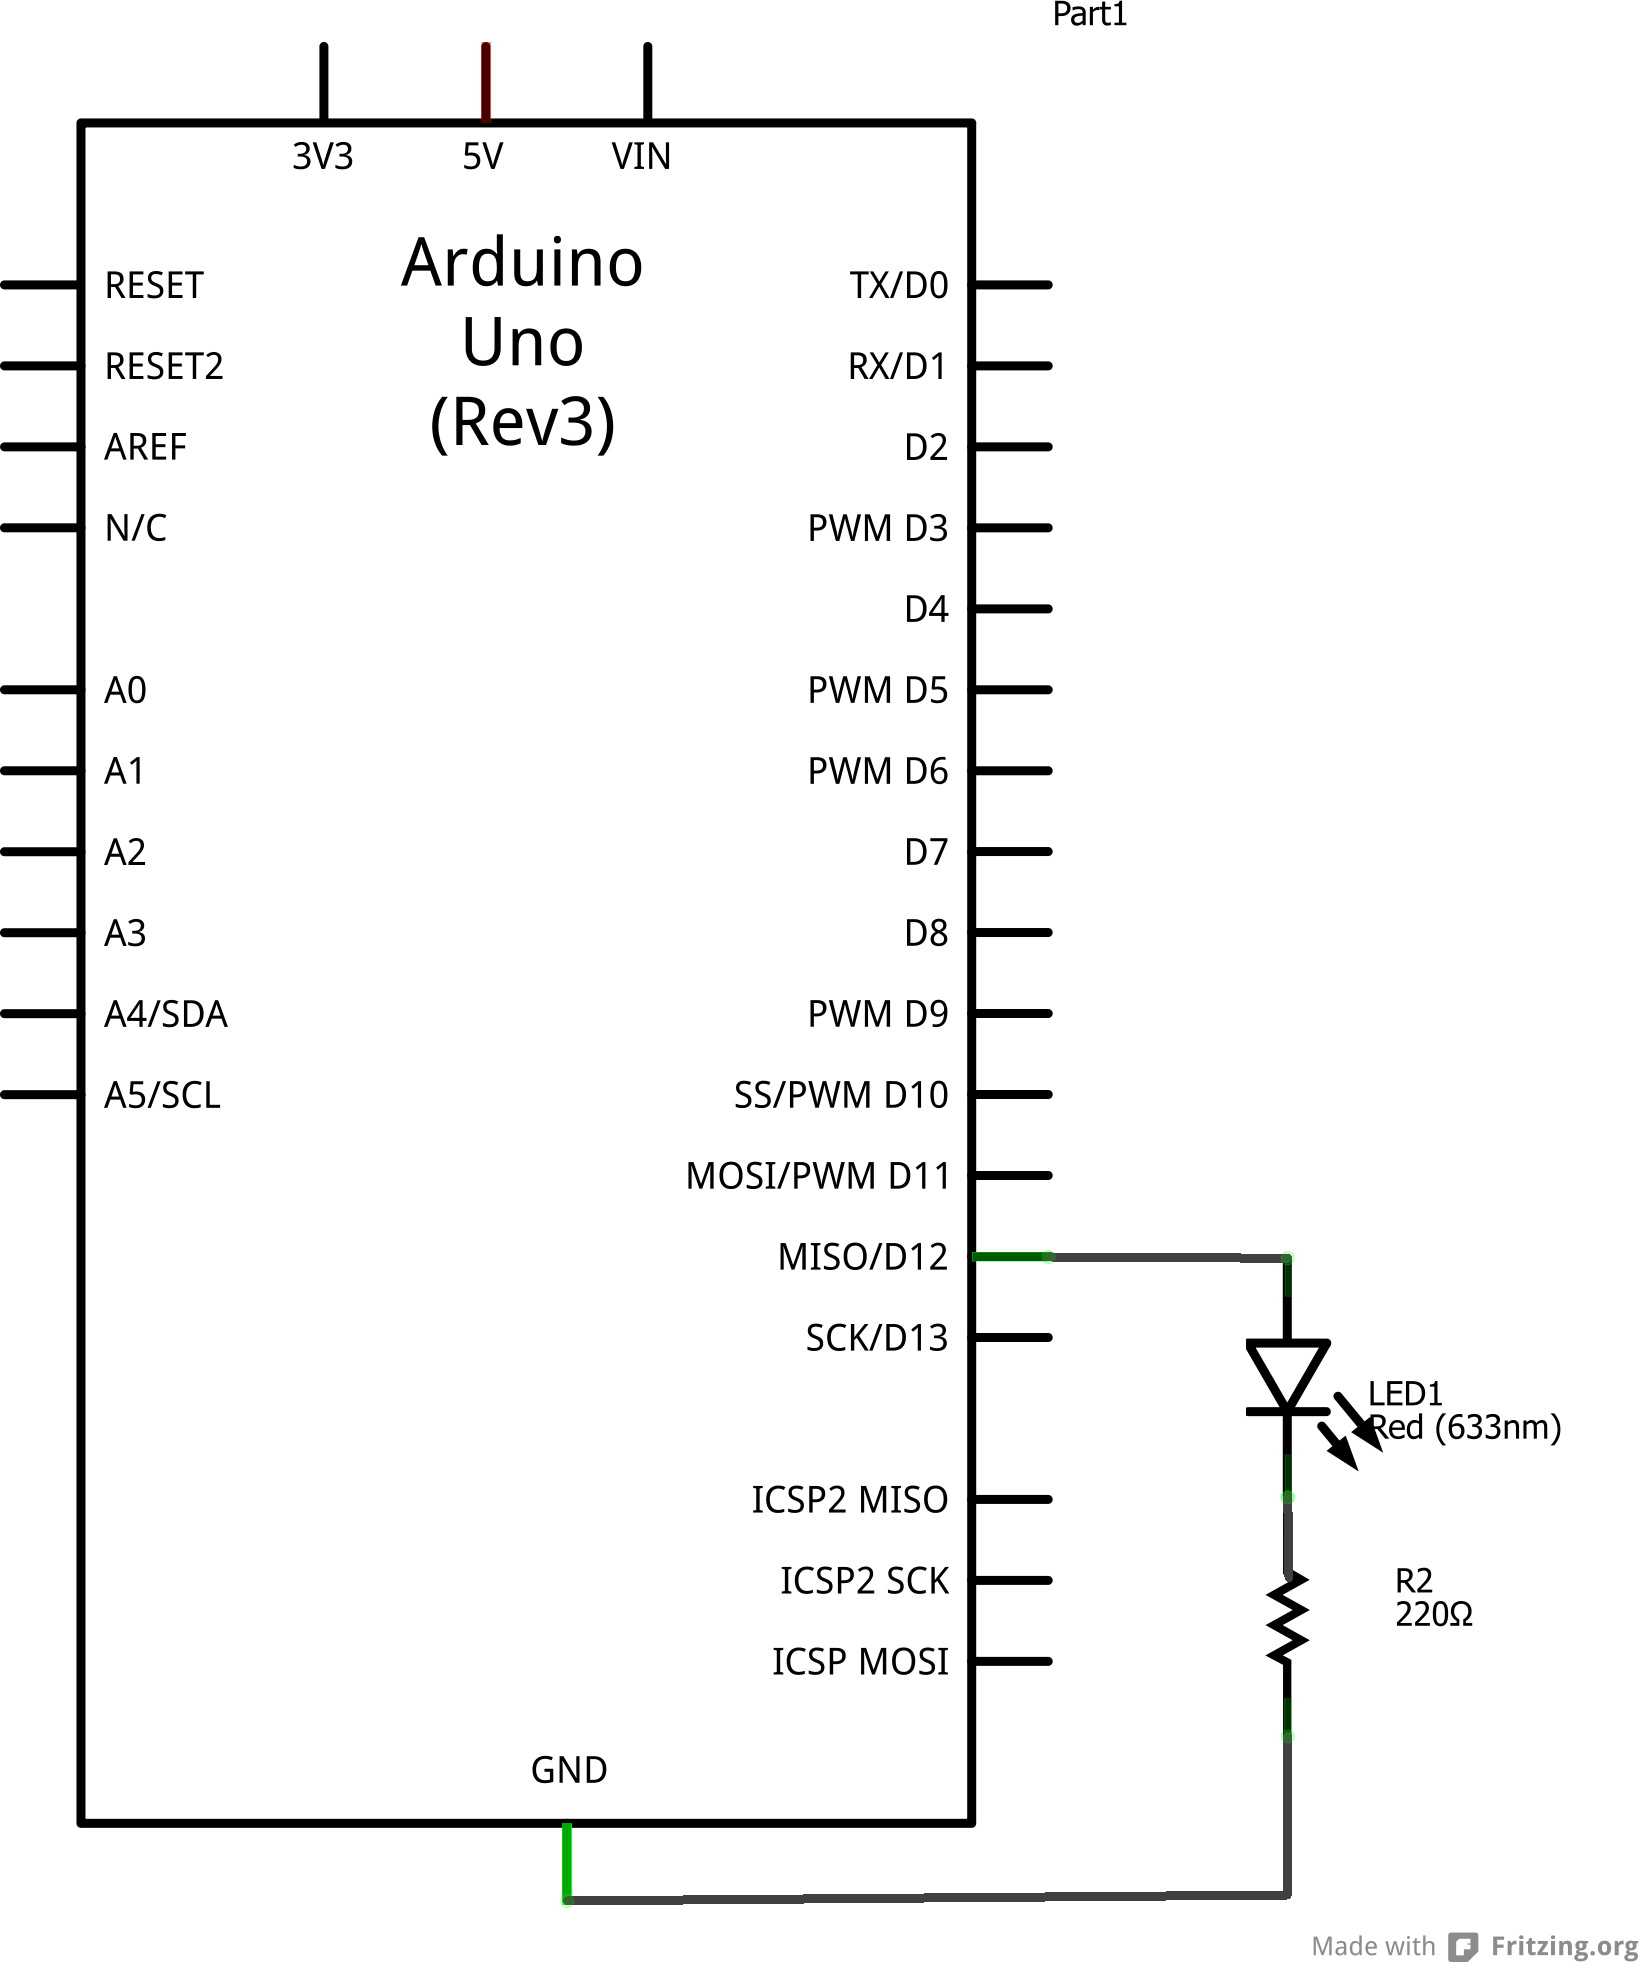 Part1
3V3
5V
VIN
Arduino
Uno
(Rev3)
RESET
RESET2
AREF
N/C
A0
A1
A2
A3
A4/SDA
A5/SCL
TX/D0
RX/D1
D2
PWM D3
D4
PWM D5
PWM D6
D7
D8
PWM D9
SS/PWM D10
MOSI/PWM D11
MISO/D12
SCK/D13
ICSP2 MISO
ICSP2 SCK
ICSP MOSI
GND
LED1
Red (633nm)
R2
220Ω
Made with Fritzing.org